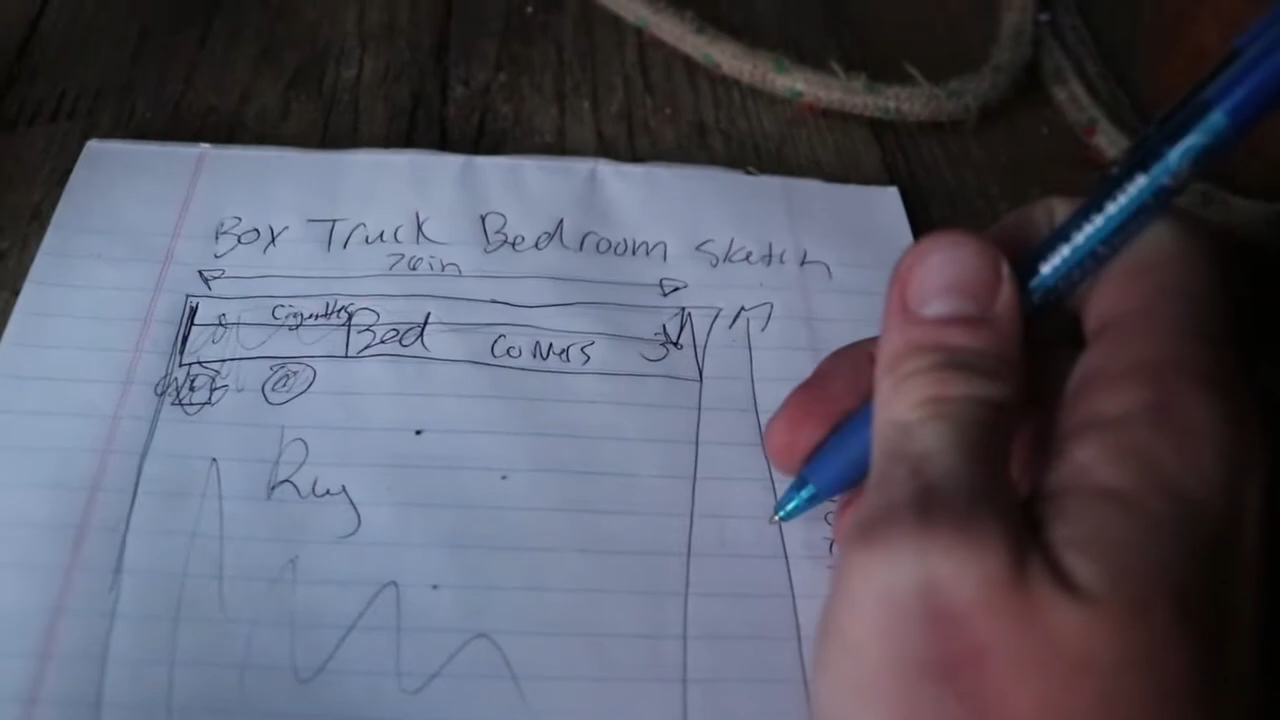 Box Truck Bedroom Sketch
76in
Cigarettes
Bed
Covers
Rug